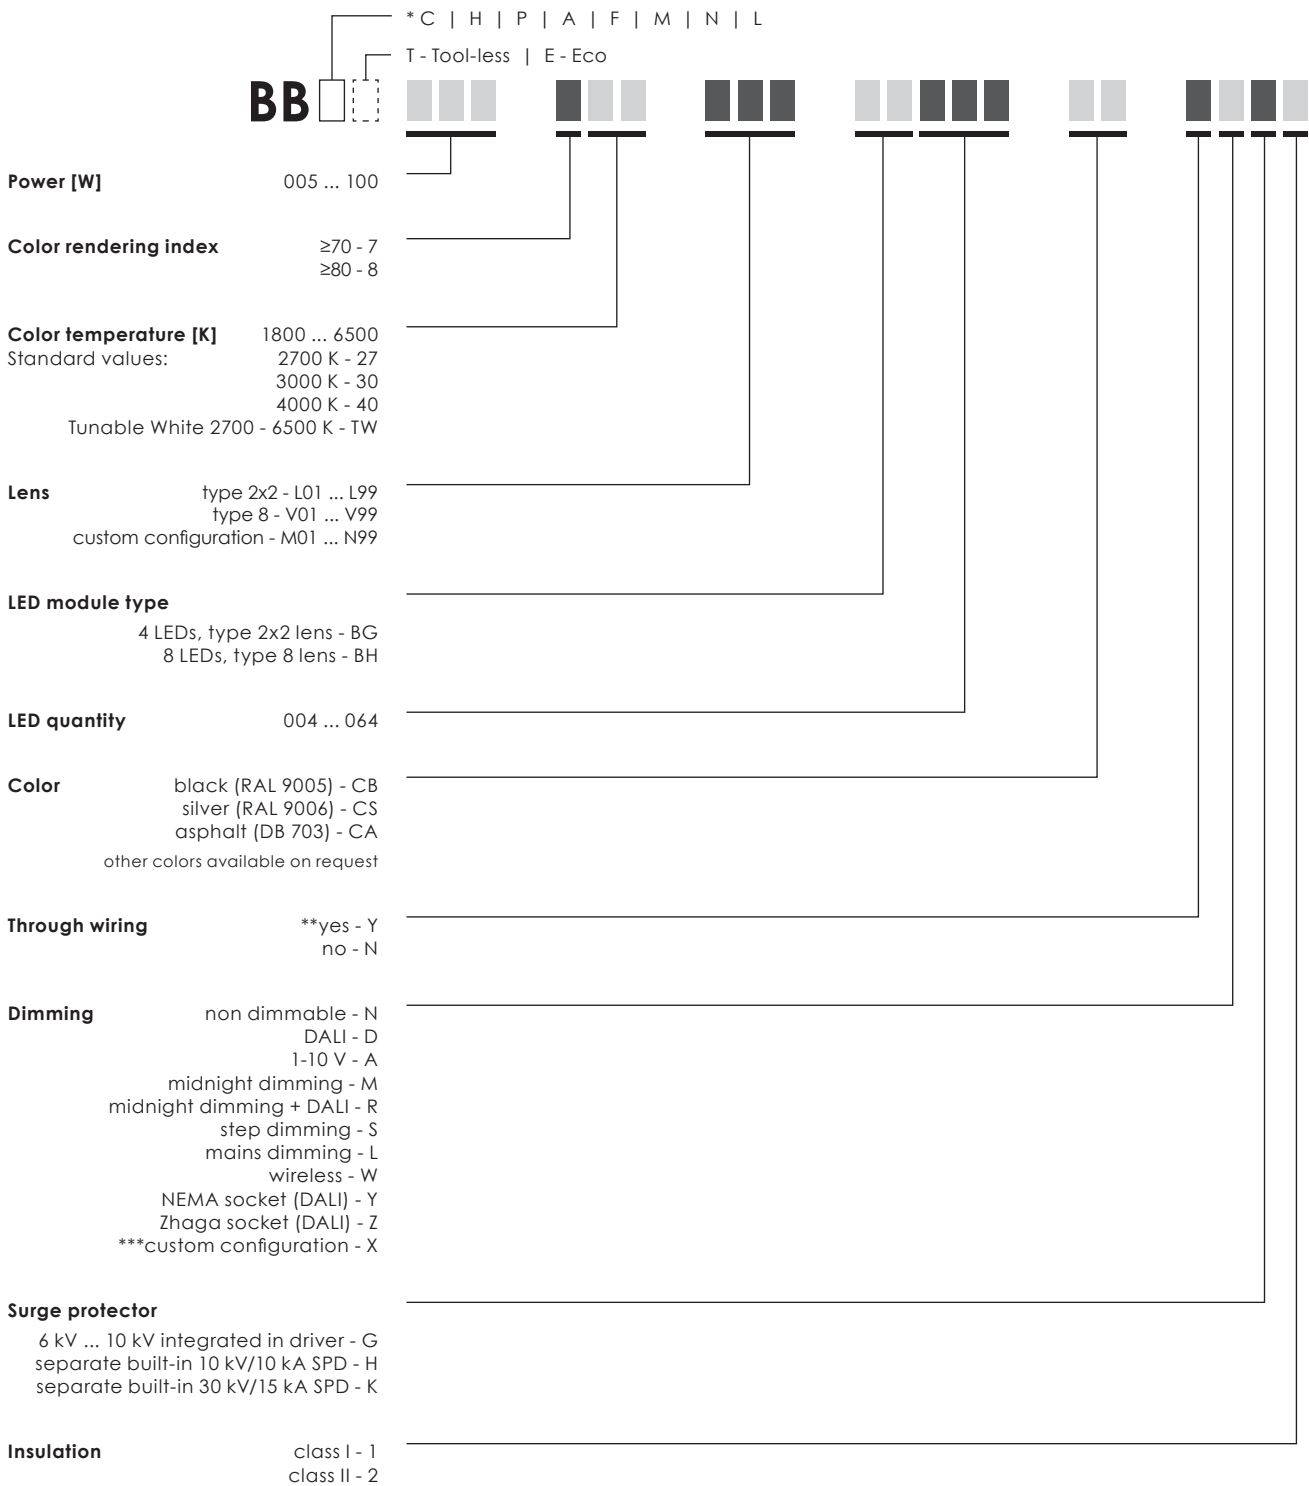 *C | H | P | A | F | M | N | L
T - Tool-less | E - Eco
BB
Power [W] 005 ... 100
Color rendering index ≥70 - 7
≥80 - 8
Color temperature [K] 1800 ... 6500
Standard values: 2700 K - 27
3000 K - 30
4000 K - 40
Tunable White 2700 - 6500 K - TW
Lens type 2x2 - L01 ... L99
type 8 - V01 ... V99
custom configuration - M01 ... N99
LED module type
4 LEDs, type 2x2 lens - BG
8 LEDs, type 8 lens - BH
LED quantity 004 ... 064
Color black (RAL 9005) - CB
silver (RAL 9006) - CS
asphalt (DB 703) - CA
other colors available on request
Through wiring **yes - Y
no - N
Dimming non dimmable - N
DALI - D
1-10 V - A
midnight dimming - M
midnight dimming + DALI - R
step dimming - S
mains dimming - L
wireless - W
NEMA socket (DALI) - Y
Zhaga socket (DALI) - Z
***custom configuration - X
Surge protector
6 kV ... 10 kV integrated in driver - G
separate built-in 10 kV/10 kA SPD - H
separate built-in 30 kV/15 kA SPD - K
Insulation class I - 1
class II - 2